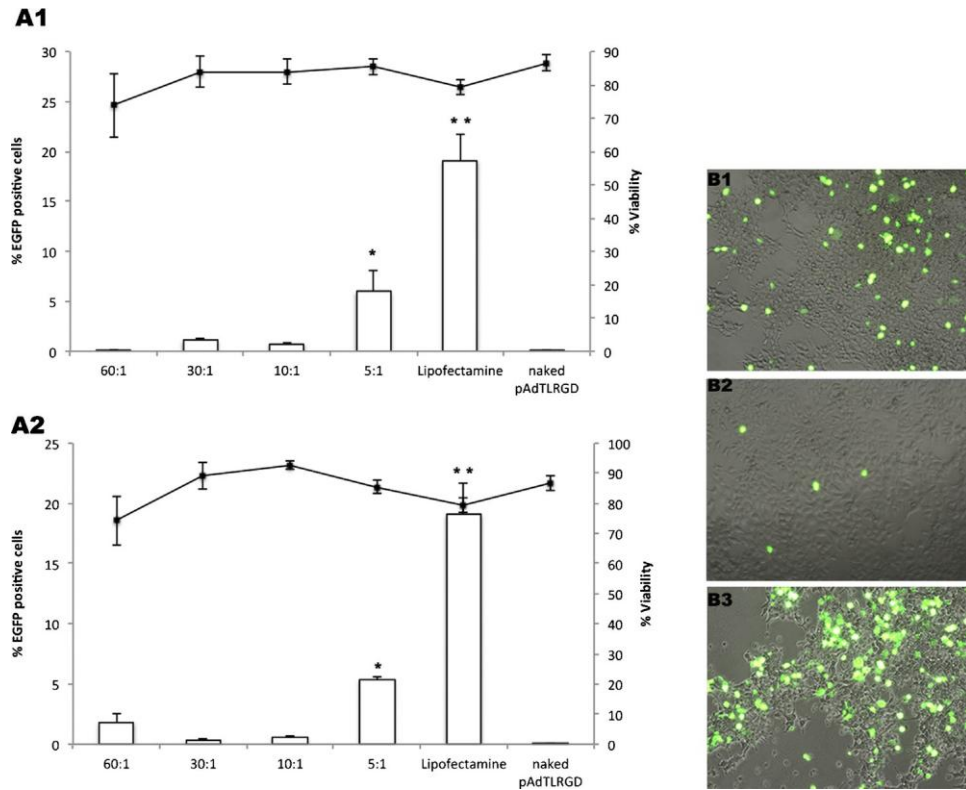 A1
30
25
20
15
10
5
0
% EGFP positive cells
90
80
70
60
50
40
30
20
10
0
% Viability
*
* *
60:1 30:1 10:1 5:1 Lipofectamine naked
pAdTLRGD
A2
25
20
15
10
5
0
% EGFP positive cells
100
90
80
70
60
50
40
30
20
10
0
% Viability
*
* *
60:1 30:1 10:1 5:1 Lipofectamine naked
pAdTLRGD
B1
B2
B3